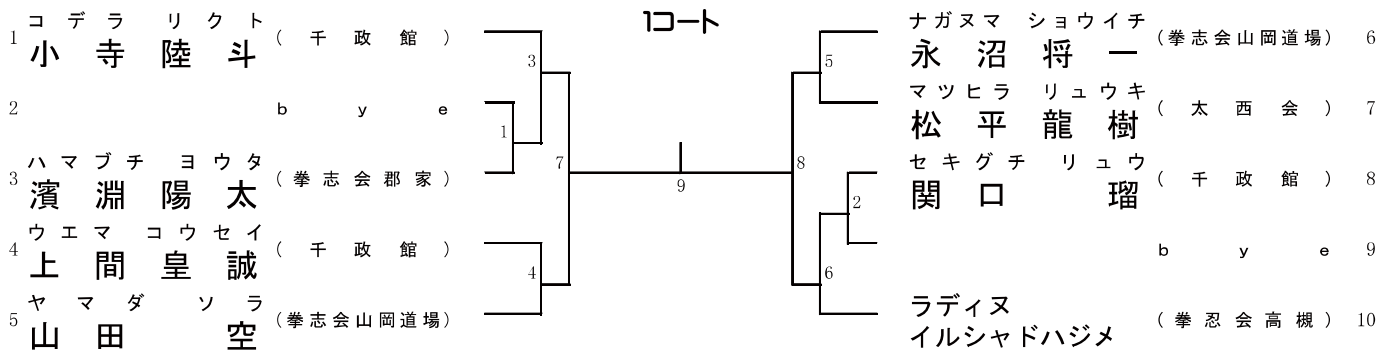 1コート
コデラ リクト
1 小寺陸斗 (千政館)
2 bye
ハマブチ ヨウタ
3 濱淵陽太 (拳志会郡家)
ウエマ コウセイ
4 上間皇誠 (千政館)
ヤマダ ソラ
5 山田空 (拳志会山岡道場)
3
1
7
4
9
5
8
2
6
ナガヌマ ショウイチ
永沼将一 (拳志会山岡道場) 6
マツヒラ リュウキ
松平龍樹 (太西会) 7
セキグチ リュウ
関口瑠 (千政館) 8
bye 9
ラディヌ
イルシャドハジメ (拳忍会高槻) 10